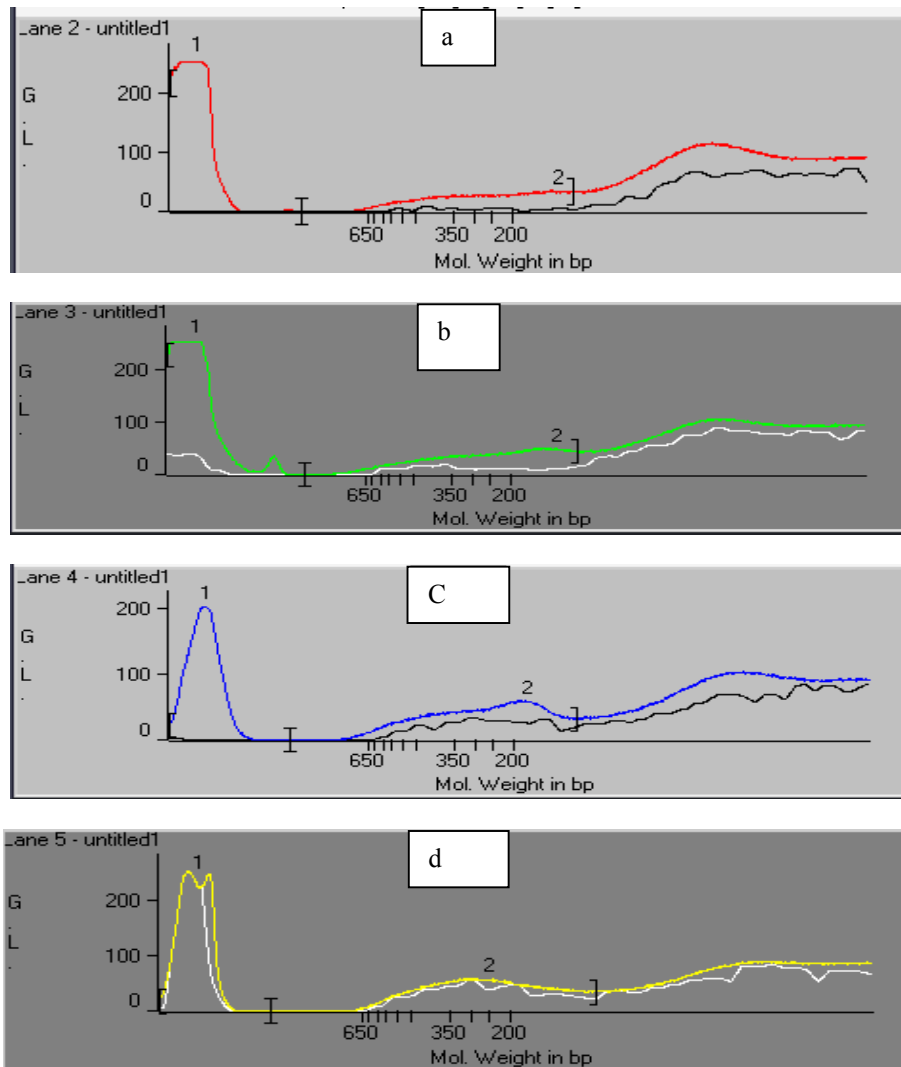 Lane 2 - untitled1
a
1
G
200
.
L
.
100
2
0
650 350 200
Mol. Weight in bp
Lane 3 - untitled1
b
1
G
200
.
L
.
100
2
0
650 350 200
Mol. Weight in bp
Lane 4 - untitled1
C
1
200
G
.
L
.
100
2
0
650 350 200
Mol. Weight in bp
Lane 5 - untitled1
d
1
G
200
.
L
.
100
2
0
650 350 200
Mol. Weight in bp